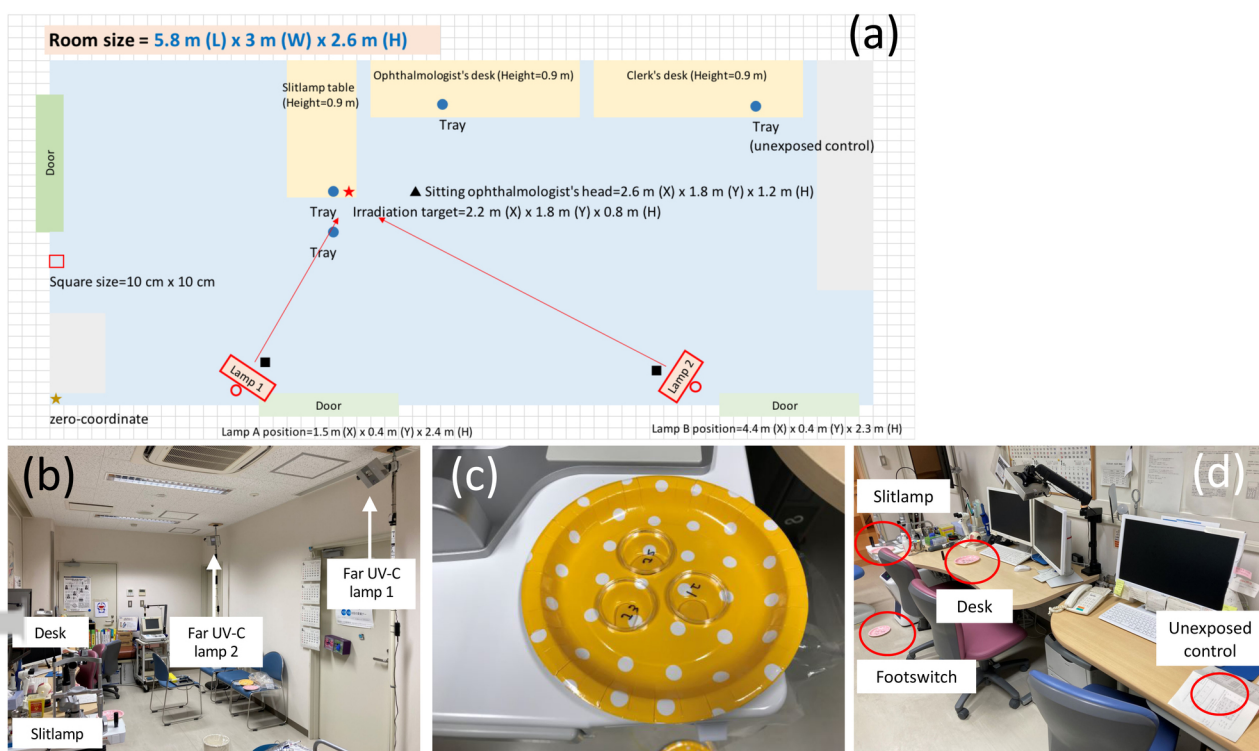 (a)
Room size = 5.8 m (L) x 3 m (W) x 2.6 m (H)
Slitlamp table
(Height=0.9 m)
Ophthalmologist's desk (Height=0.9 m)
Clerk's desk (Height=0.9 m)
Tray
Tray
(unexposed control)
Door
Sitting ophthalmologist's head=2.6 m (X) x 1.8 m (Y) x 1.2 m (H)
Tray
Irradiation target=2.2 m (X) x 1.8 m (Y) x 0.8 m (H)
Tray
Square size=10 cm x 10 cm
Lamp 1
Lamp 2
zero-coordinate
Door
Door
Lamp A position=1.5 m (X) x 0.4 m (Y) x 2.4 m (H)
Lamp B position=4.4 m (X) x 0.4 m (Y) x 2.3 m (H)
(b)
Far UV-C
lamp 1
Desk
Far UV-C
lamp 2
Slitlamp
(c)
23
(d)
Slitlamp
Desk
Footswitch
Unexposed
control